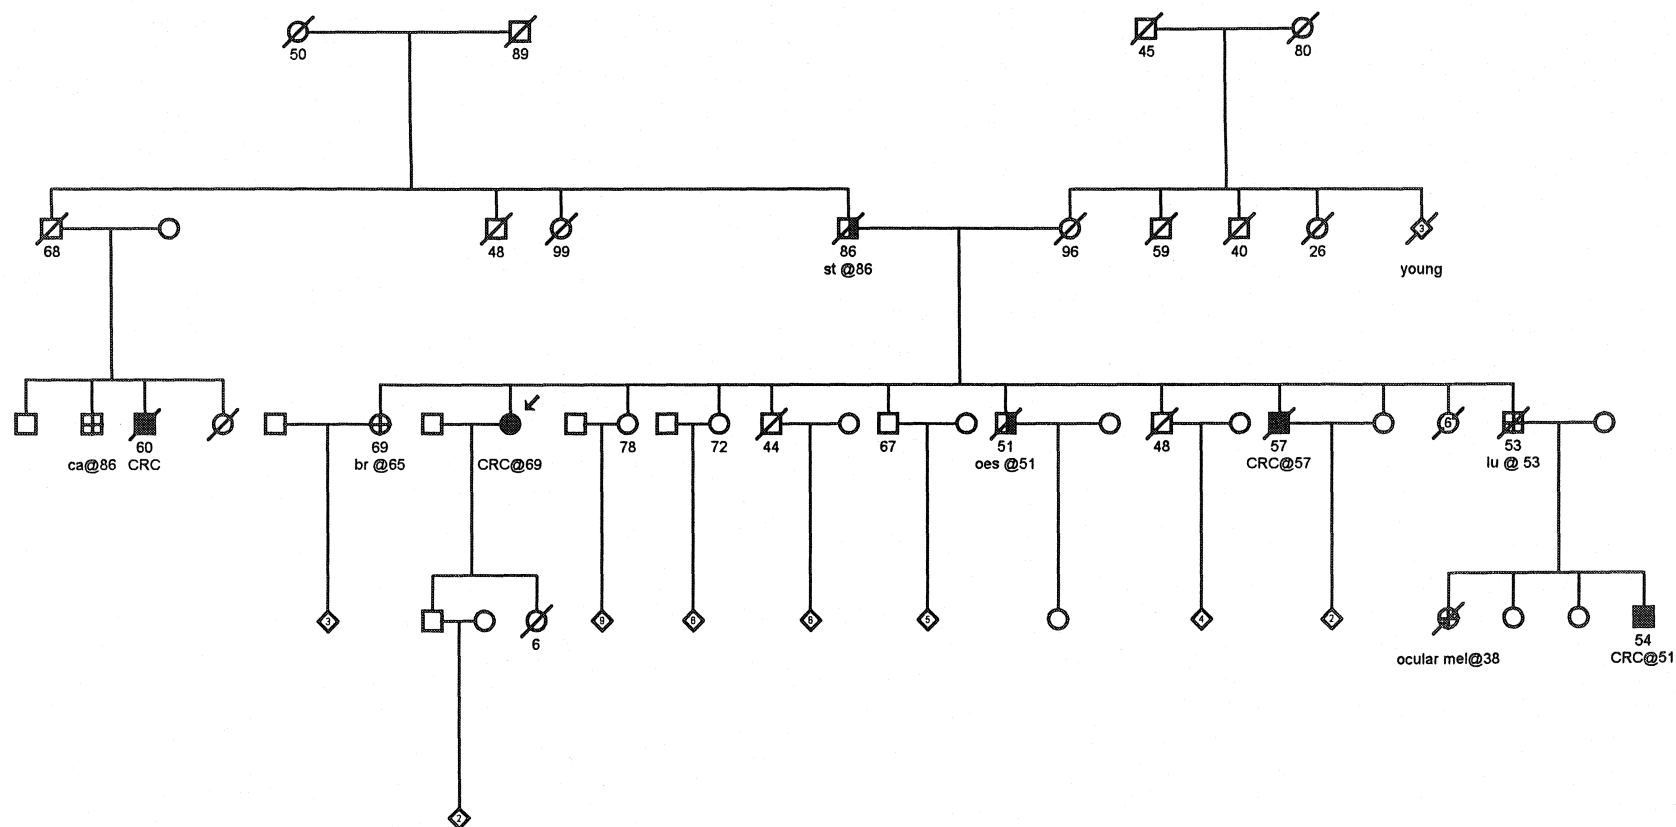 50 89 45 80
68 48 99 86 96 59 40 26 3
st @86 young
60 69 78 72 44 67 51 48 57 6 53
ca@86 CRC br @65 CRC@69 oes @51 CRC@57 lu @ 53
3 6 9 8 6 5 4 2 54
ocular mel@38 CRC@51
2